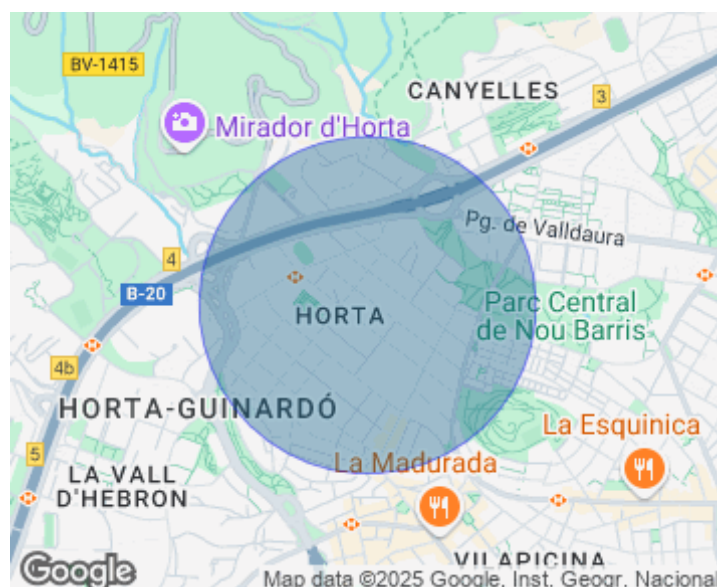 BV-1415
CANYELLES
3
Mirador d'Horta
Pg. de Valldaura
4
B-20
HORTA
Parc Central
de Nou Barris
4b
HORTA-GUINARDÓ
La Esquinica
5
LA VALL
D'HEBRON
La Madurada
VILAPICINA
Google
Map data ©2025 Google, Inst. Geogr. Nacional